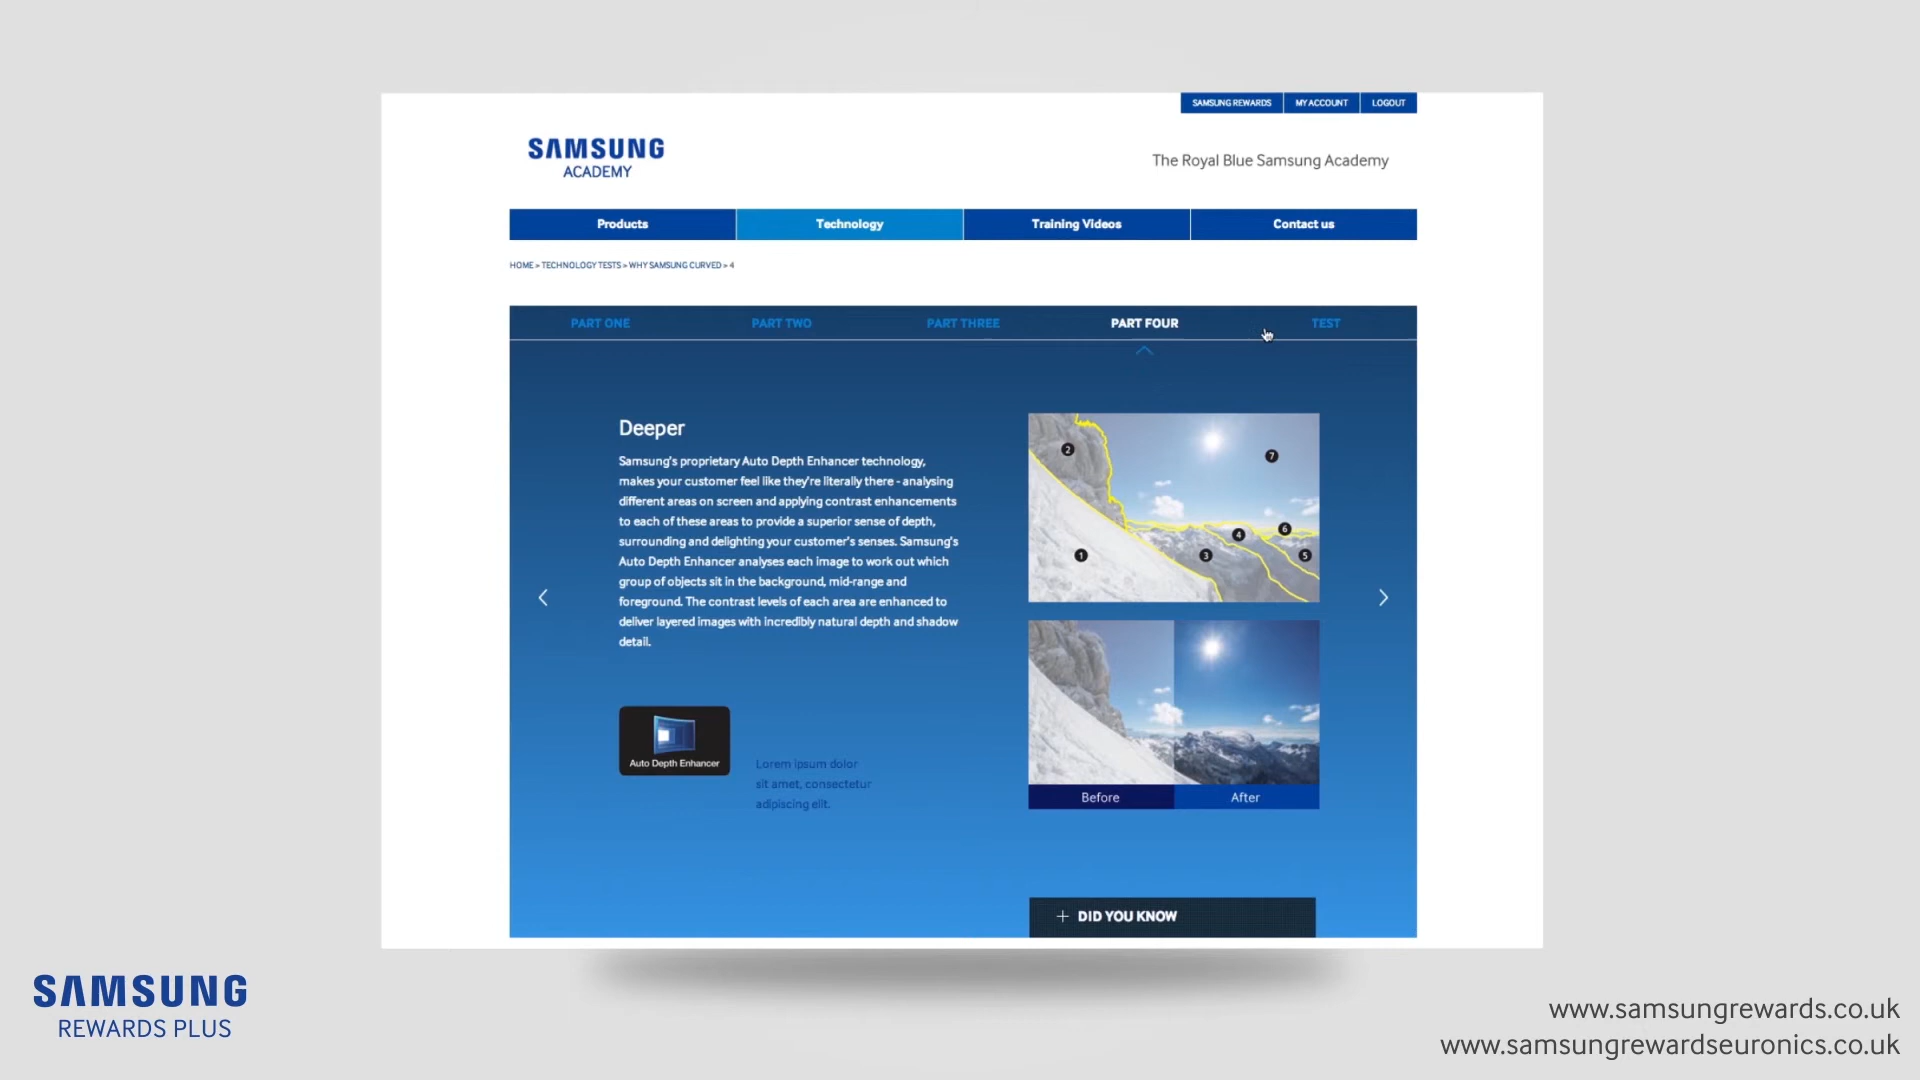 SAMSUNG REWARDS
MY ACCOUNT
LOGOUT
SAMSUNG
ACADEMY
The Royal Blue Samsung Academy
Products
Technology
Training Videos
Contact us
HOME > TECHNOLOGY TESTS > WHY SAMSUNG CURVED > 4
PART ONE
PART TWO
PART THREE
PART FOUR
TEST
Deeper
Samsung's proprietary Auto Depth Enhancer technology,
makes your customer feel like they're literally there - analysing
different areas on screen and applying contrast enhancements
to each of these areas to provide a superior sense of depth,
surrounding and delighting your customer's senses. Samsung's
Auto Depth Enhancer analyses each image to work out which
group of objects sit in the background, mid-range and
foreground. The contrast levels of each area are enhanced to
deliver layered images with incredibly natural depth and shadow
detail.
2
7
4
6
1
3
5
Auto Depth Enhancer
Lorem ipsum dolor
sit amet, consectetur
adipiscing elit.
Before
After
+ DID YOU KNOW
SAMSUNG
REWARDS PLUS
www.samsungrewards.co.uk
www.samsungrewardseuronics.co.uk